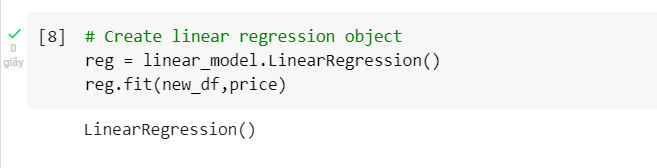 [8] # Create linear regression object
0 reg = linear_model.LinearRegression()
giây reg.fit(new_df,price)
LinearRegression()